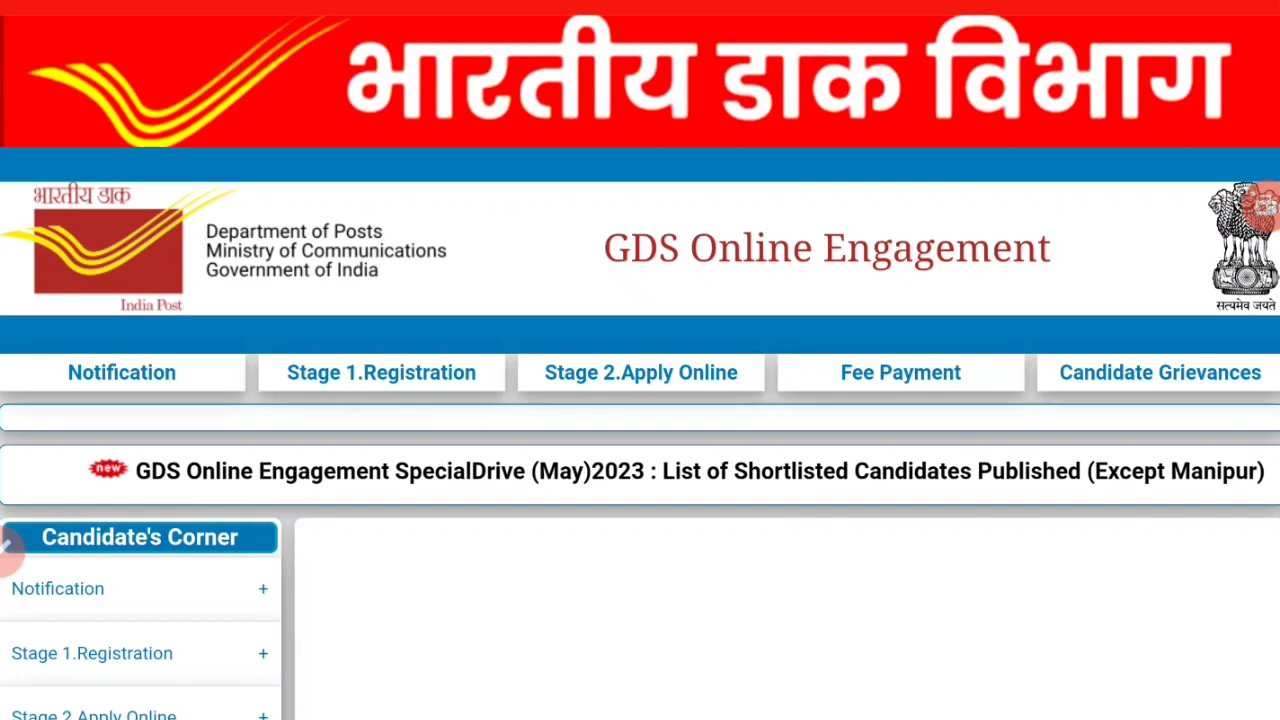 भारतीय डाक विभाग
भारतीय डाक
India Post
Department of Posts
Ministry of Communications
Government of India
GDS Online Engagement
सत्यमेव जयते
Notification
Stage 1.Registration
Stage 2.Apply Online
Fee Payment
Candidate Grievances
new GDS Online Engagement SpecialDrive (May)2023 : List of Shortlisted Candidates Published (Except Manipur)
Candidate's Corner
Notification +
Stage 1.Registration +
Stage 2.Apply Online +